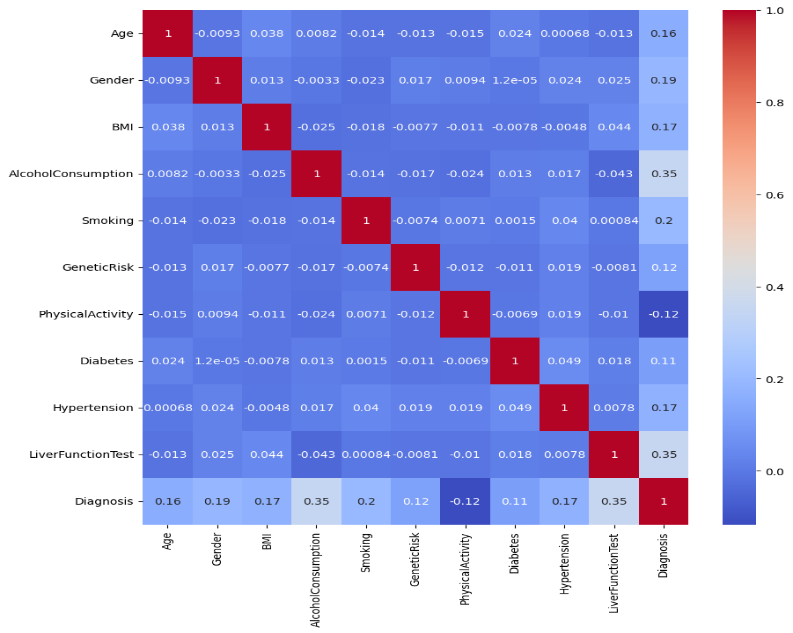 Age 1 -0.0093 0.038 0.0082 -0.014 -0.013 -0.015 0.024 0.00068 -0.013 0.16
Gender -0.0093 1 0.013 -0.0033 -0.023 0.017 0.0094 1.2e-05 0.024 0.025 0.19
BMI 0.038 0.013 1 -0.025 -0.018 -0.0077 -0.011 -0.0078 -0.0048 0.044 0.17
AlcoholConsumption 0.0082 -0.0033 -0.025 1 -0.014 -0.017 -0.024 0.013 0.017 -0.043 0.35
Smoking -0.014 -0.023 -0.018 -0.014 1 -0.0074 0.0071 0.0015 0.04 0.00084 0.2
GeneticRisk -0.013 0.017 -0.0077 -0.017 -0.0074 1 -0.012 -0.011 0.019 -0.0081 0.12
PhysicalActivity -0.015 0.0094 -0.011 -0.024 0.0071 -0.012 1 -0.0069 0.019 -0.01 -0.12
Diabetes 0.024 1.2e-05 -0.0078 0.013 0.0015 -0.011 -0.0069 1 0.049 0.018 0.11
Hypertension 0.00068 0.024 -0.0048 0.017 0.04 0.019 0.019 0.049 1 0.0078 0.17
LiverFunctionTest -0.013 0.025 0.044 -0.043 0.00084 -0.0081 -0.01 0.018 0.0078 1 0.35
Diagnosis 0.16 0.19 0.17 0.35 0.2 0.12 -0.12 0.11 0.17 0.35 1
Age
Gender
BMI
AlcoholConsumption
Smoking
GeneticRisk
PhysicalActivity
Diabetes
Hypertension
LiverFunctionTest
Diagnosis
1.0
0.8
0.6
0.4
0.2
0.0